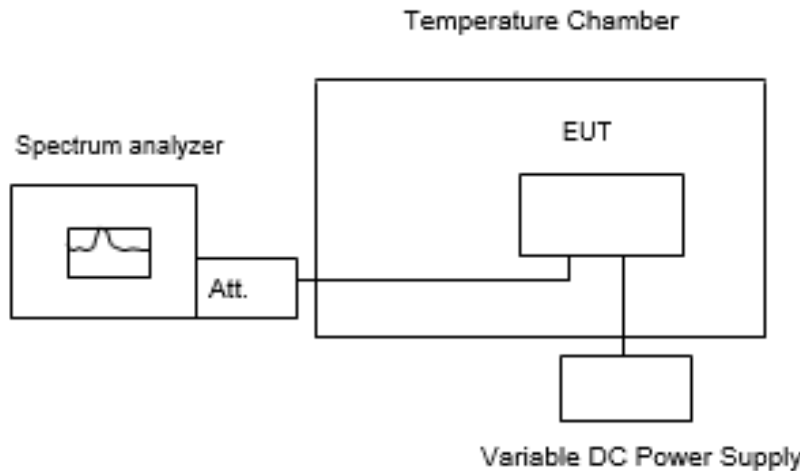 Temperature Chamber
EUT
Spectrum analyzer
Att.
Variable DC Power Supply